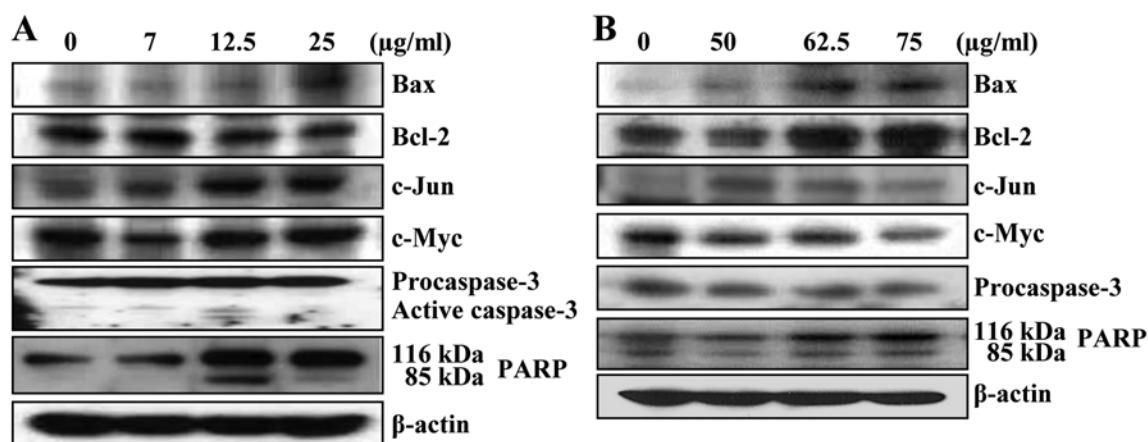 A
0 7 12.5 25 (µg/ml)
Bax
Bcl-2
c-Jun
c-Myc
Procaspase-3
Active caspase-3
116 kDa PARP
85 kDa
β-actin
B
0 50 62.5 75 (µg/ml)
Bax
Bcl-2
c-Jun
c-Myc
Procaspase-3
116 kDa PARP
85 kDa
β-actin